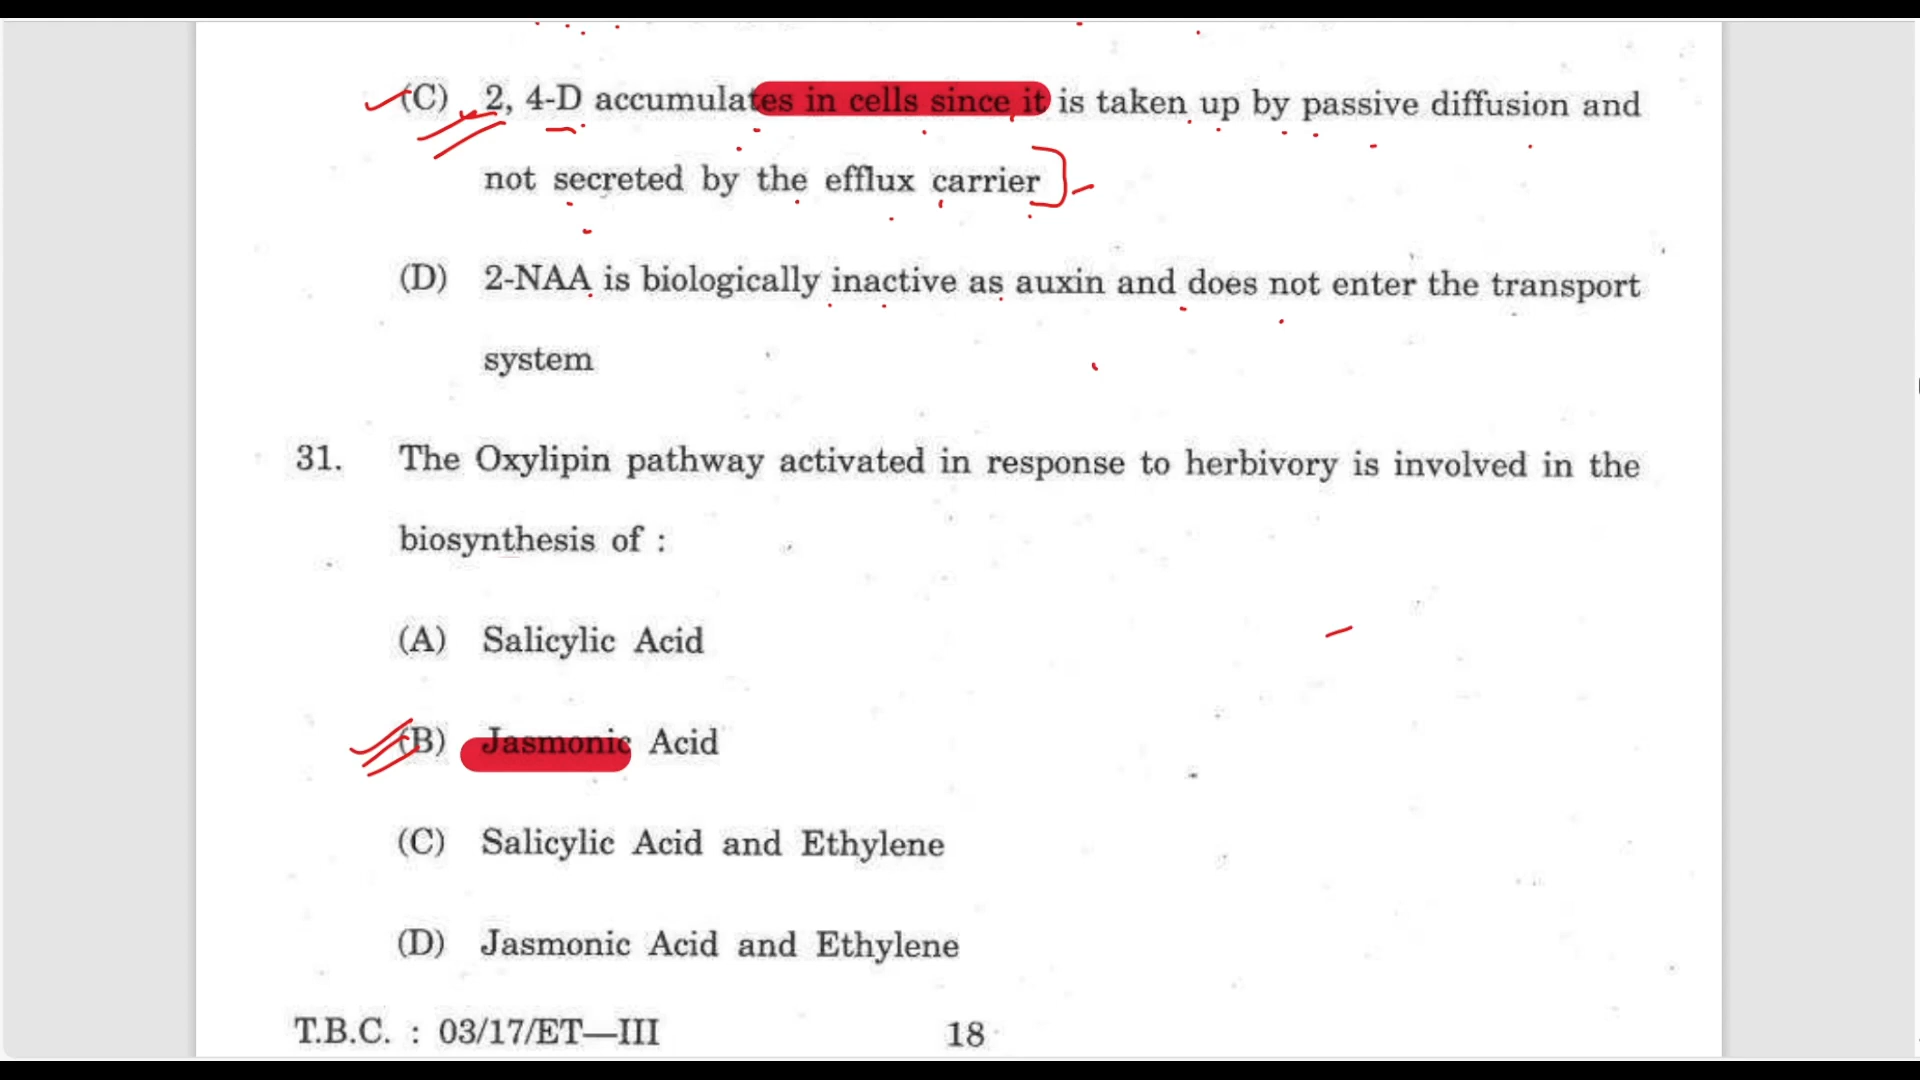 (C) 2, 4-D accumulates in cells since it is taken up by passive diffusion and
not secreted by the efflux carrier
(D) 2-NAA is biologically inactive as auxin and does not enter the transport
system
31. The Oxylipin pathway activated in response to herbivory is involved in the
biosynthesis of :
(A) Salicylic Acid
(B) Jasmonic Acid
(C) Salicylic Acid and Ethylene
(D) Jasmonic Acid and Ethylene
T.B.C. : 03/17/ET—III 18